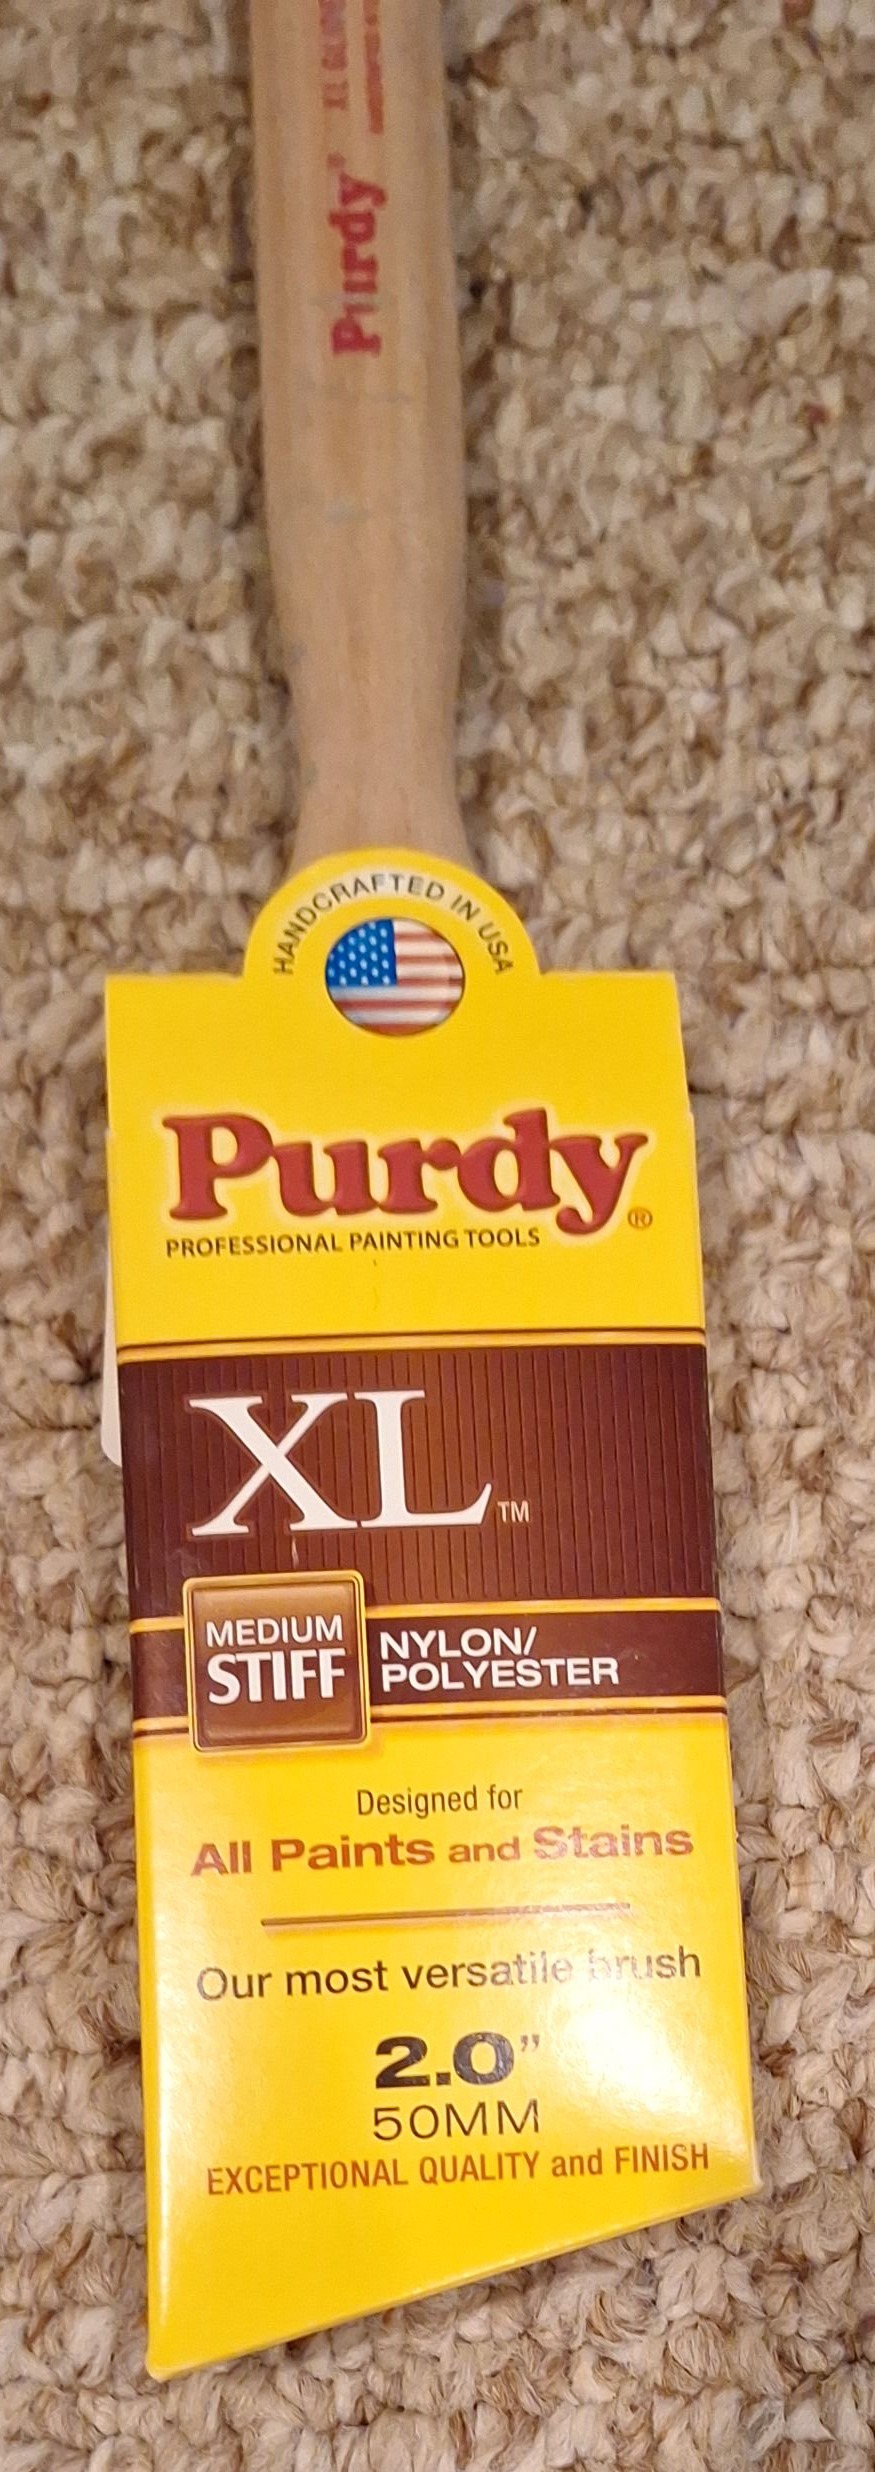 Purdy® XL
HANDCRAFTED IN USA
Purdy®
PROFESSIONAL PAINTING TOOLS
XL™
MEDIUM
STIFF
NYLON/
POLYESTER
Designed for
All Paints and Stains
Our most versatile brush
2.0”
50MM
EXCEPTIONAL QUALITY and FINISH